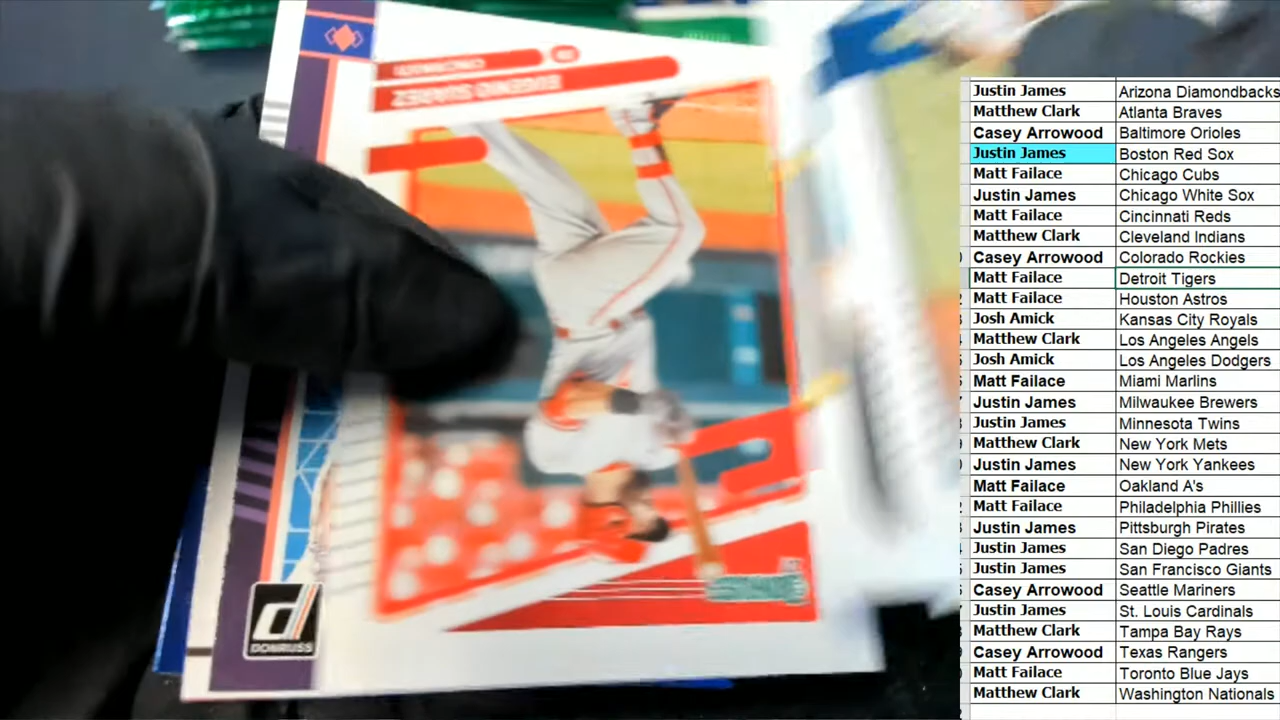 CINCINNATI
EUGENIO SUAREZ
DONRUSS
Justin James Arizona Diamondbacks
Matthew Clark Atlanta Braves
Casey Arrowood Baltimore Orioles
Justin James Boston Red Sox
Matt Failace Chicago Cubs
Justin James Chicago White Sox
Matt Failace Cincinnati Reds
Matthew Clark Cleveland Indians
Casey Arrowood Colorado Rockies
Matt Failace Detroit Tigers
Matt Failace Houston Astros
Josh Amick Kansas City Royals
Matthew Clark Los Angeles Angels
Josh Amick Los Angeles Dodgers
Matt Failace Miami Marlins
Justin James Milwaukee Brewers
Justin James Minnesota Twins
Matthew Clark New York Mets
Justin James New York Yankees
Matt Failace Oakland A's
Matt Failace Philadelphia Phillies
Justin James Pittsburgh Pirates
Justin James San Diego Padres
Justin James San Francisco Giants
Casey Arrowood Seattle Mariners
Justin James St. Louis Cardinals
Matthew Clark Tampa Bay Rays
Casey Arrowood Texas Rangers
Matt Failace Toronto Blue Jays
Matthew Clark Washington Nationals